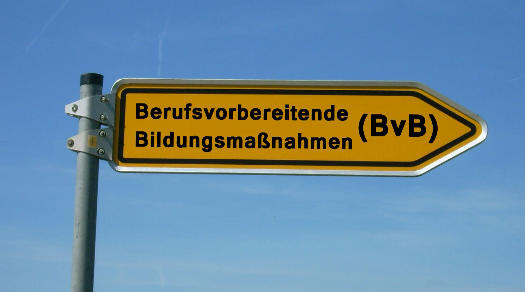 Berufsvorbereitende
Bildungsmaßnahmen (BvB)